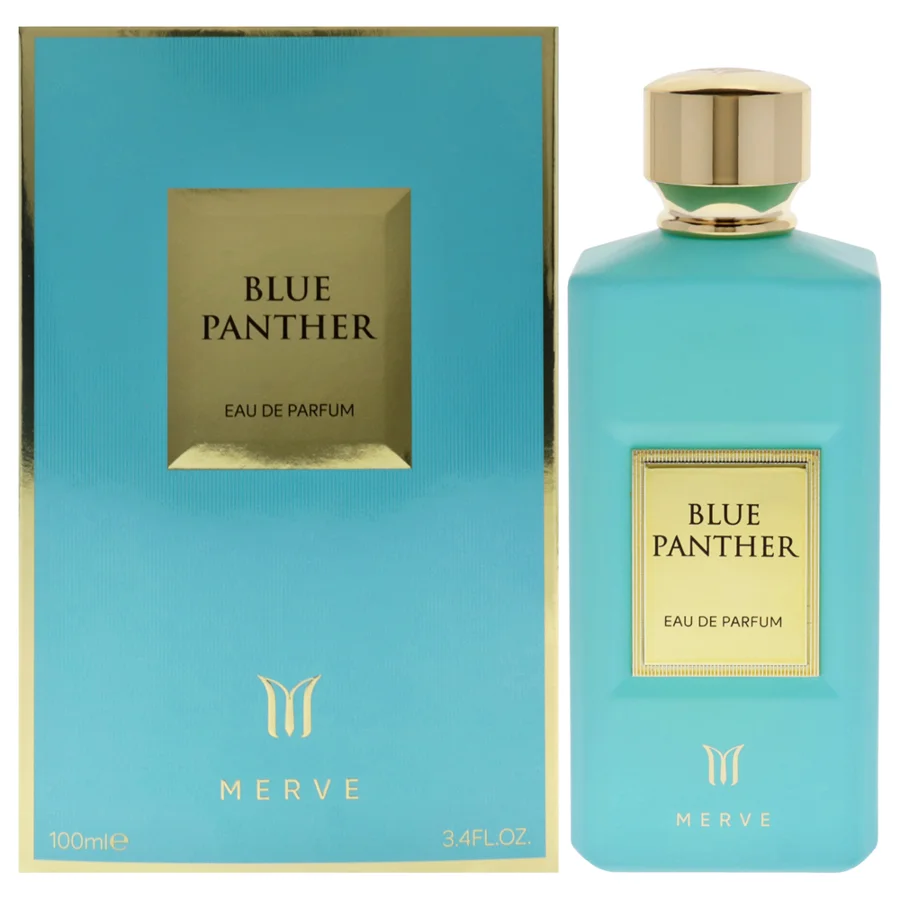 BLUE
PANTHER
EAU DE PARFUM
MERVE
100ml℮
3.4FL.OZ.
BLUE
PANTHER
EAU DE PARFUM
MERVE